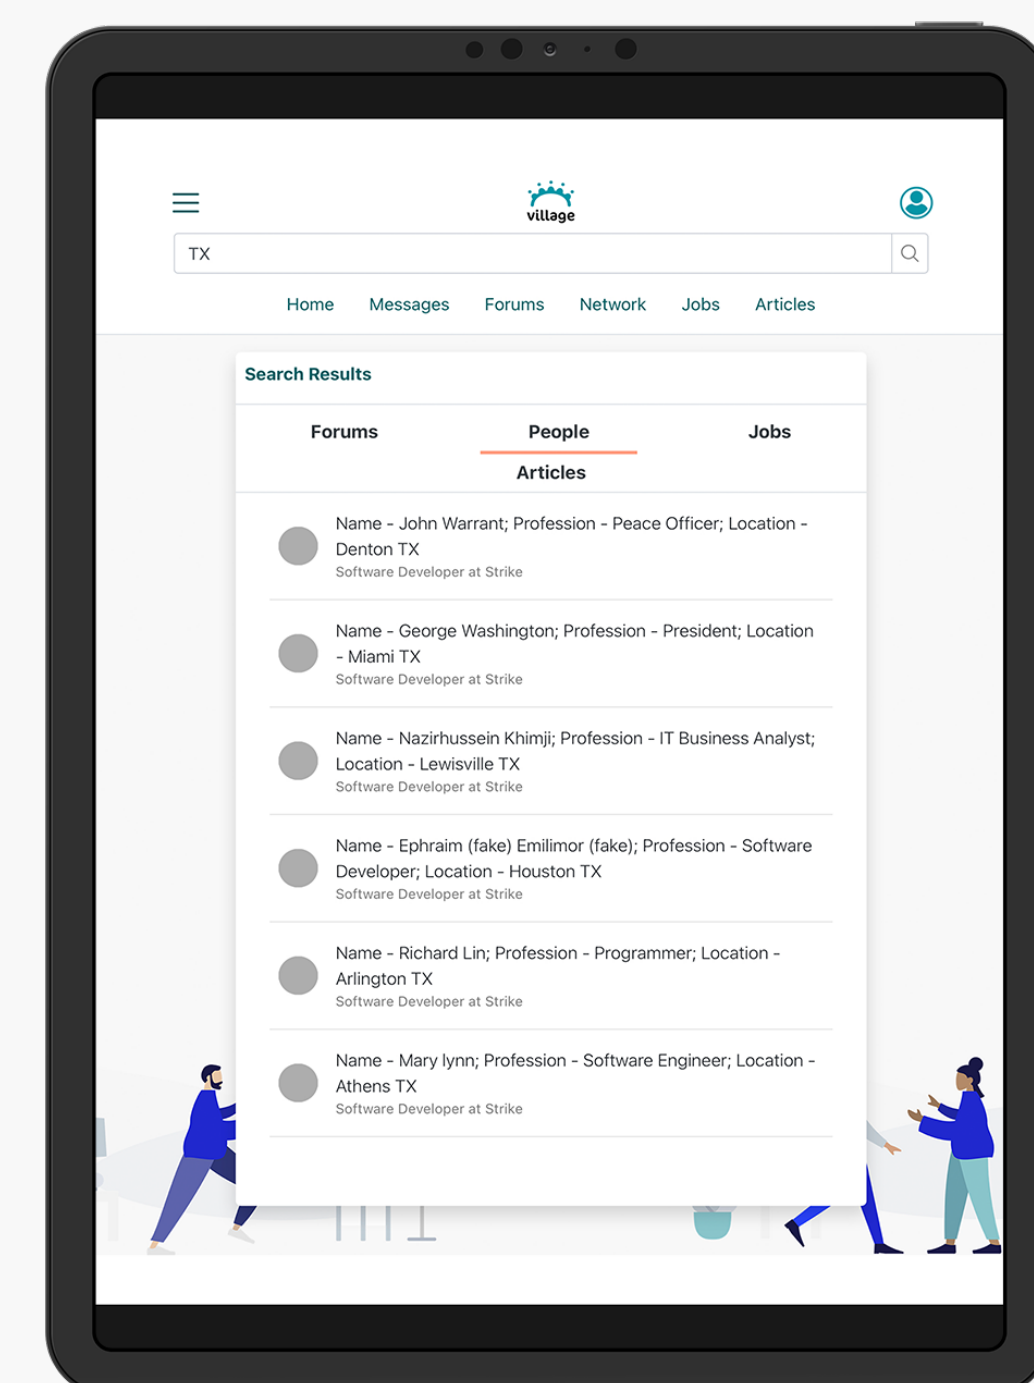 village
TX
Home Messages Forums Network Jobs Articles
Search Results
Forums People Jobs
Articles
Name - John Warrant; Profession - Peace Officer; Location -
Denton TX
Software Developer at Strike
Name - George Washington; Profession - President; Location
- Miami TX
Software Developer at Strike
Name - Nazirhussein Khimji; Profession - IT Business Analyst;
Location - Lewisville TX
Software Developer at Strike
Name - Ephraim (fake) Emilimor (fake); Profession - Software
Developer; Location - Houston TX
Software Developer at Strike
Name - Richard Lin; Profession - Programmer; Location -
Arlington TX
Software Developer at Strike
Name - Mary lynn; Profession - Software Engineer; Location -
Athens TX
Software Developer at Strike